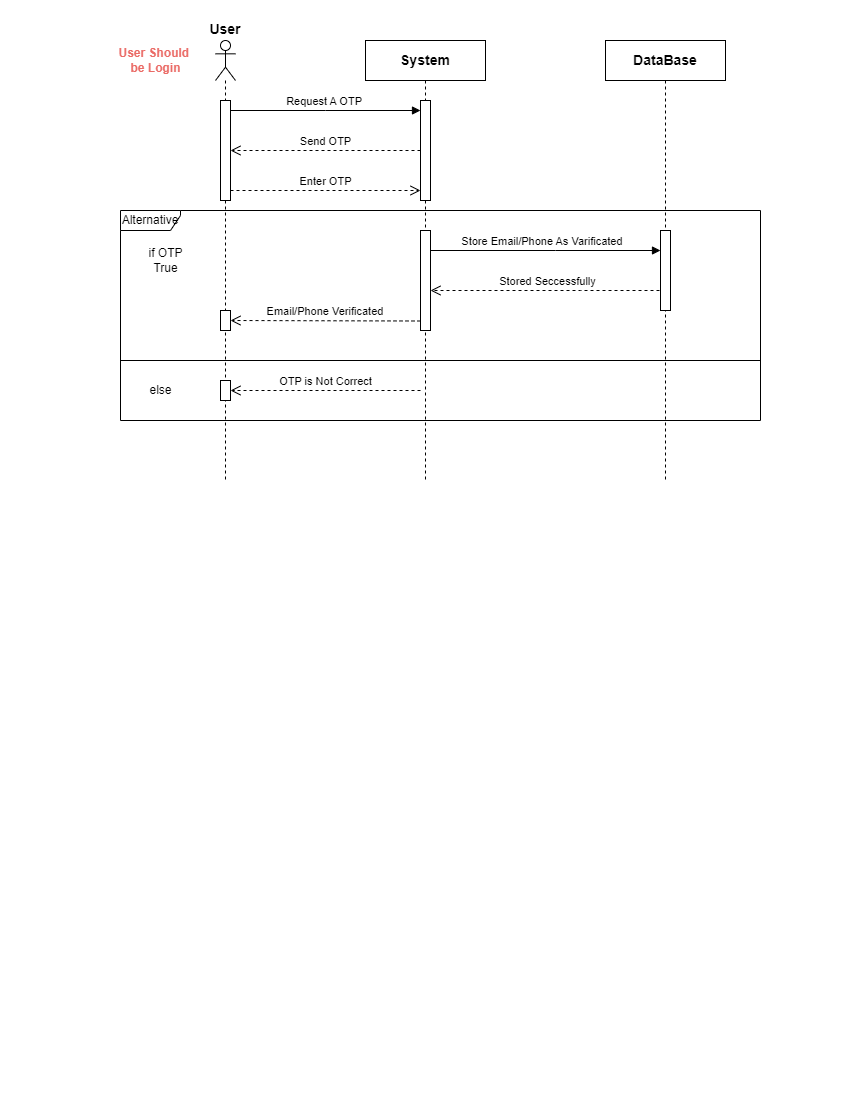 User
User Should
be Login
System
DataBase
Request A OTP
Send OTP
Enter OTP
Alternative
if OTP
True
Store Email/Phone As Varificated
Stored Seccessfully
Email/Phone Verificated
else
OTP is Not Correct